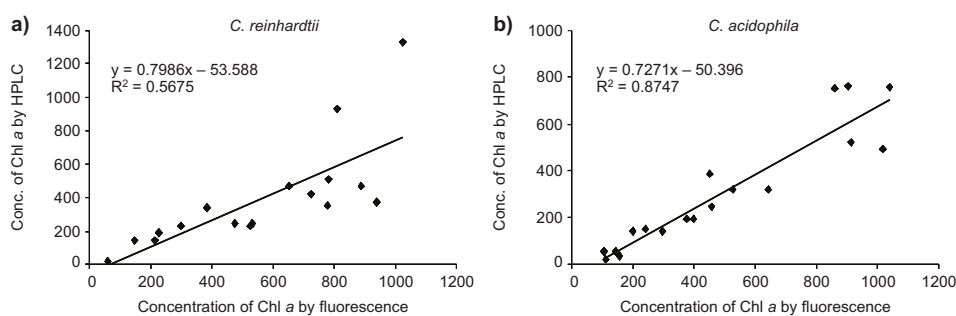 a)
C. reinhardtii
1400
1200
1000
800
600
400
200
0
y = 0.7986x – 53.588
R² = 0.5675
Conc. of Chl a by HPLC
0 200 400 600 800 1000 1200
Concentration of Chl a by fluorescence
b)
C. acidophila
1000
800
600
400
200
0
y = 0.7271x – 50.396
R² = 0.8747
Conc. of Chl a by HPLC
0 200 400 600 800 1000 1200
Concentration of Chl a by fluorescence